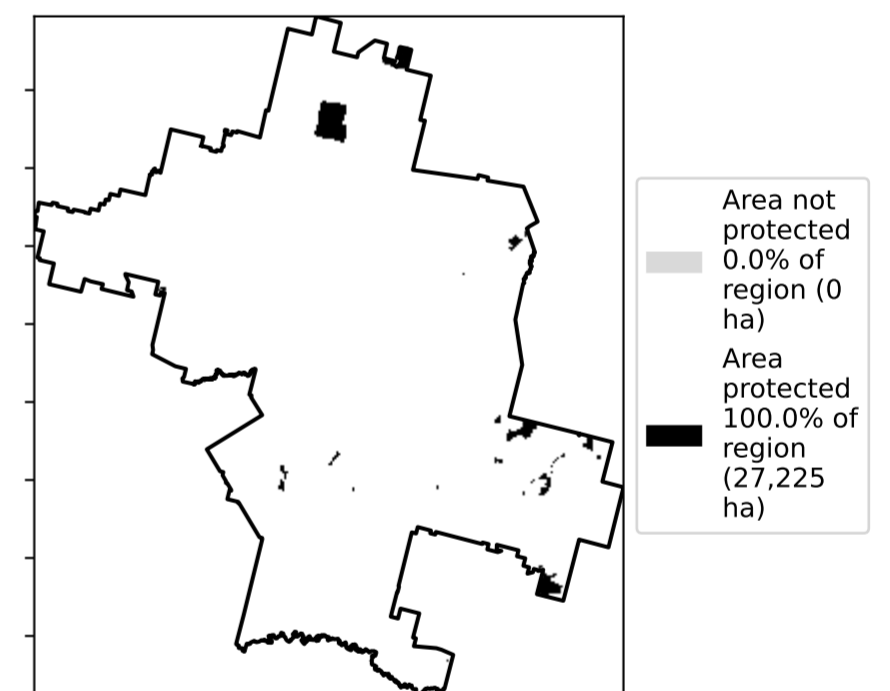 Area not
protected
0.0% of
region (0
ha)
Area
protected
100.0% of
region
(27,225
ha)